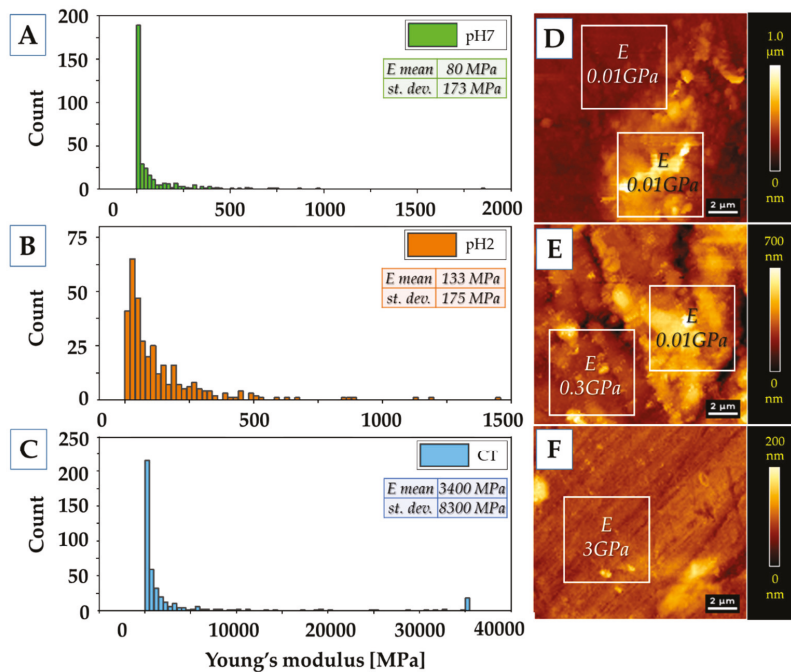 A
200
150
100
50
0
Count
pH7
E mean 80 MPa
st. dev. 173 MPa
0 500 1000 1500 2000
B
75
50
25
0
Count
pH2
E mean 133 MPa
st. dev. 175 MPa
0 500 1000 1500
C
250
200
150
100
50
0
Count
CT
E mean 3400 MPa
st. dev. 8300 MPa
0 10000 20000 30000 40000
Young's modulus [MPa]
D
E
0.01GPa
E
0.01GPa
2 µm
1.0
µm
0
nm
E
E
0.01GPa
E
0.3GPa
2 µm
700
nm
0
nm
F
E
3GPa
2 µm
200
nm
0
nm